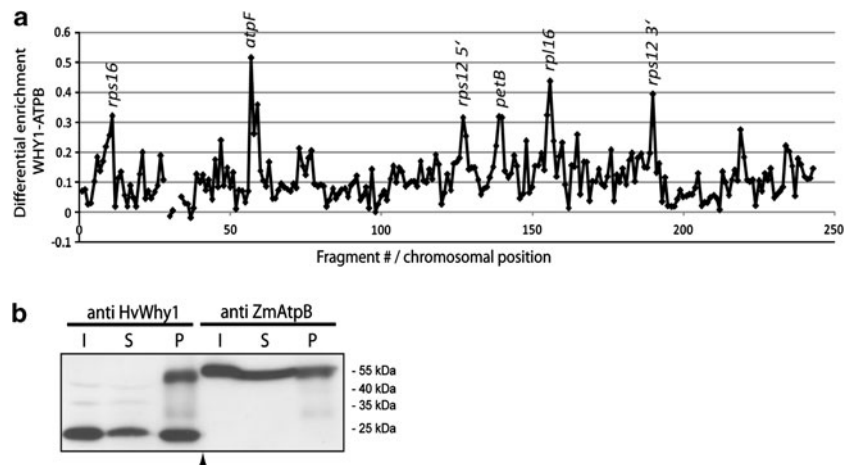 a
Differential enrichment
WHY1-ATPB
0.6
0.5
0.4
0.3
0.2
0.1
0
-0.1
rps16
atpF
rps12 5'
petB
rpl16
rps12 3'
0
50
100
150
200
250
Fragment # / chromosomal position
b
anti HvWhy1 anti ZmAtpB
I S P I S P
- 55 kDa
- 40 kDa
- 35 kDa
- 25 kDa